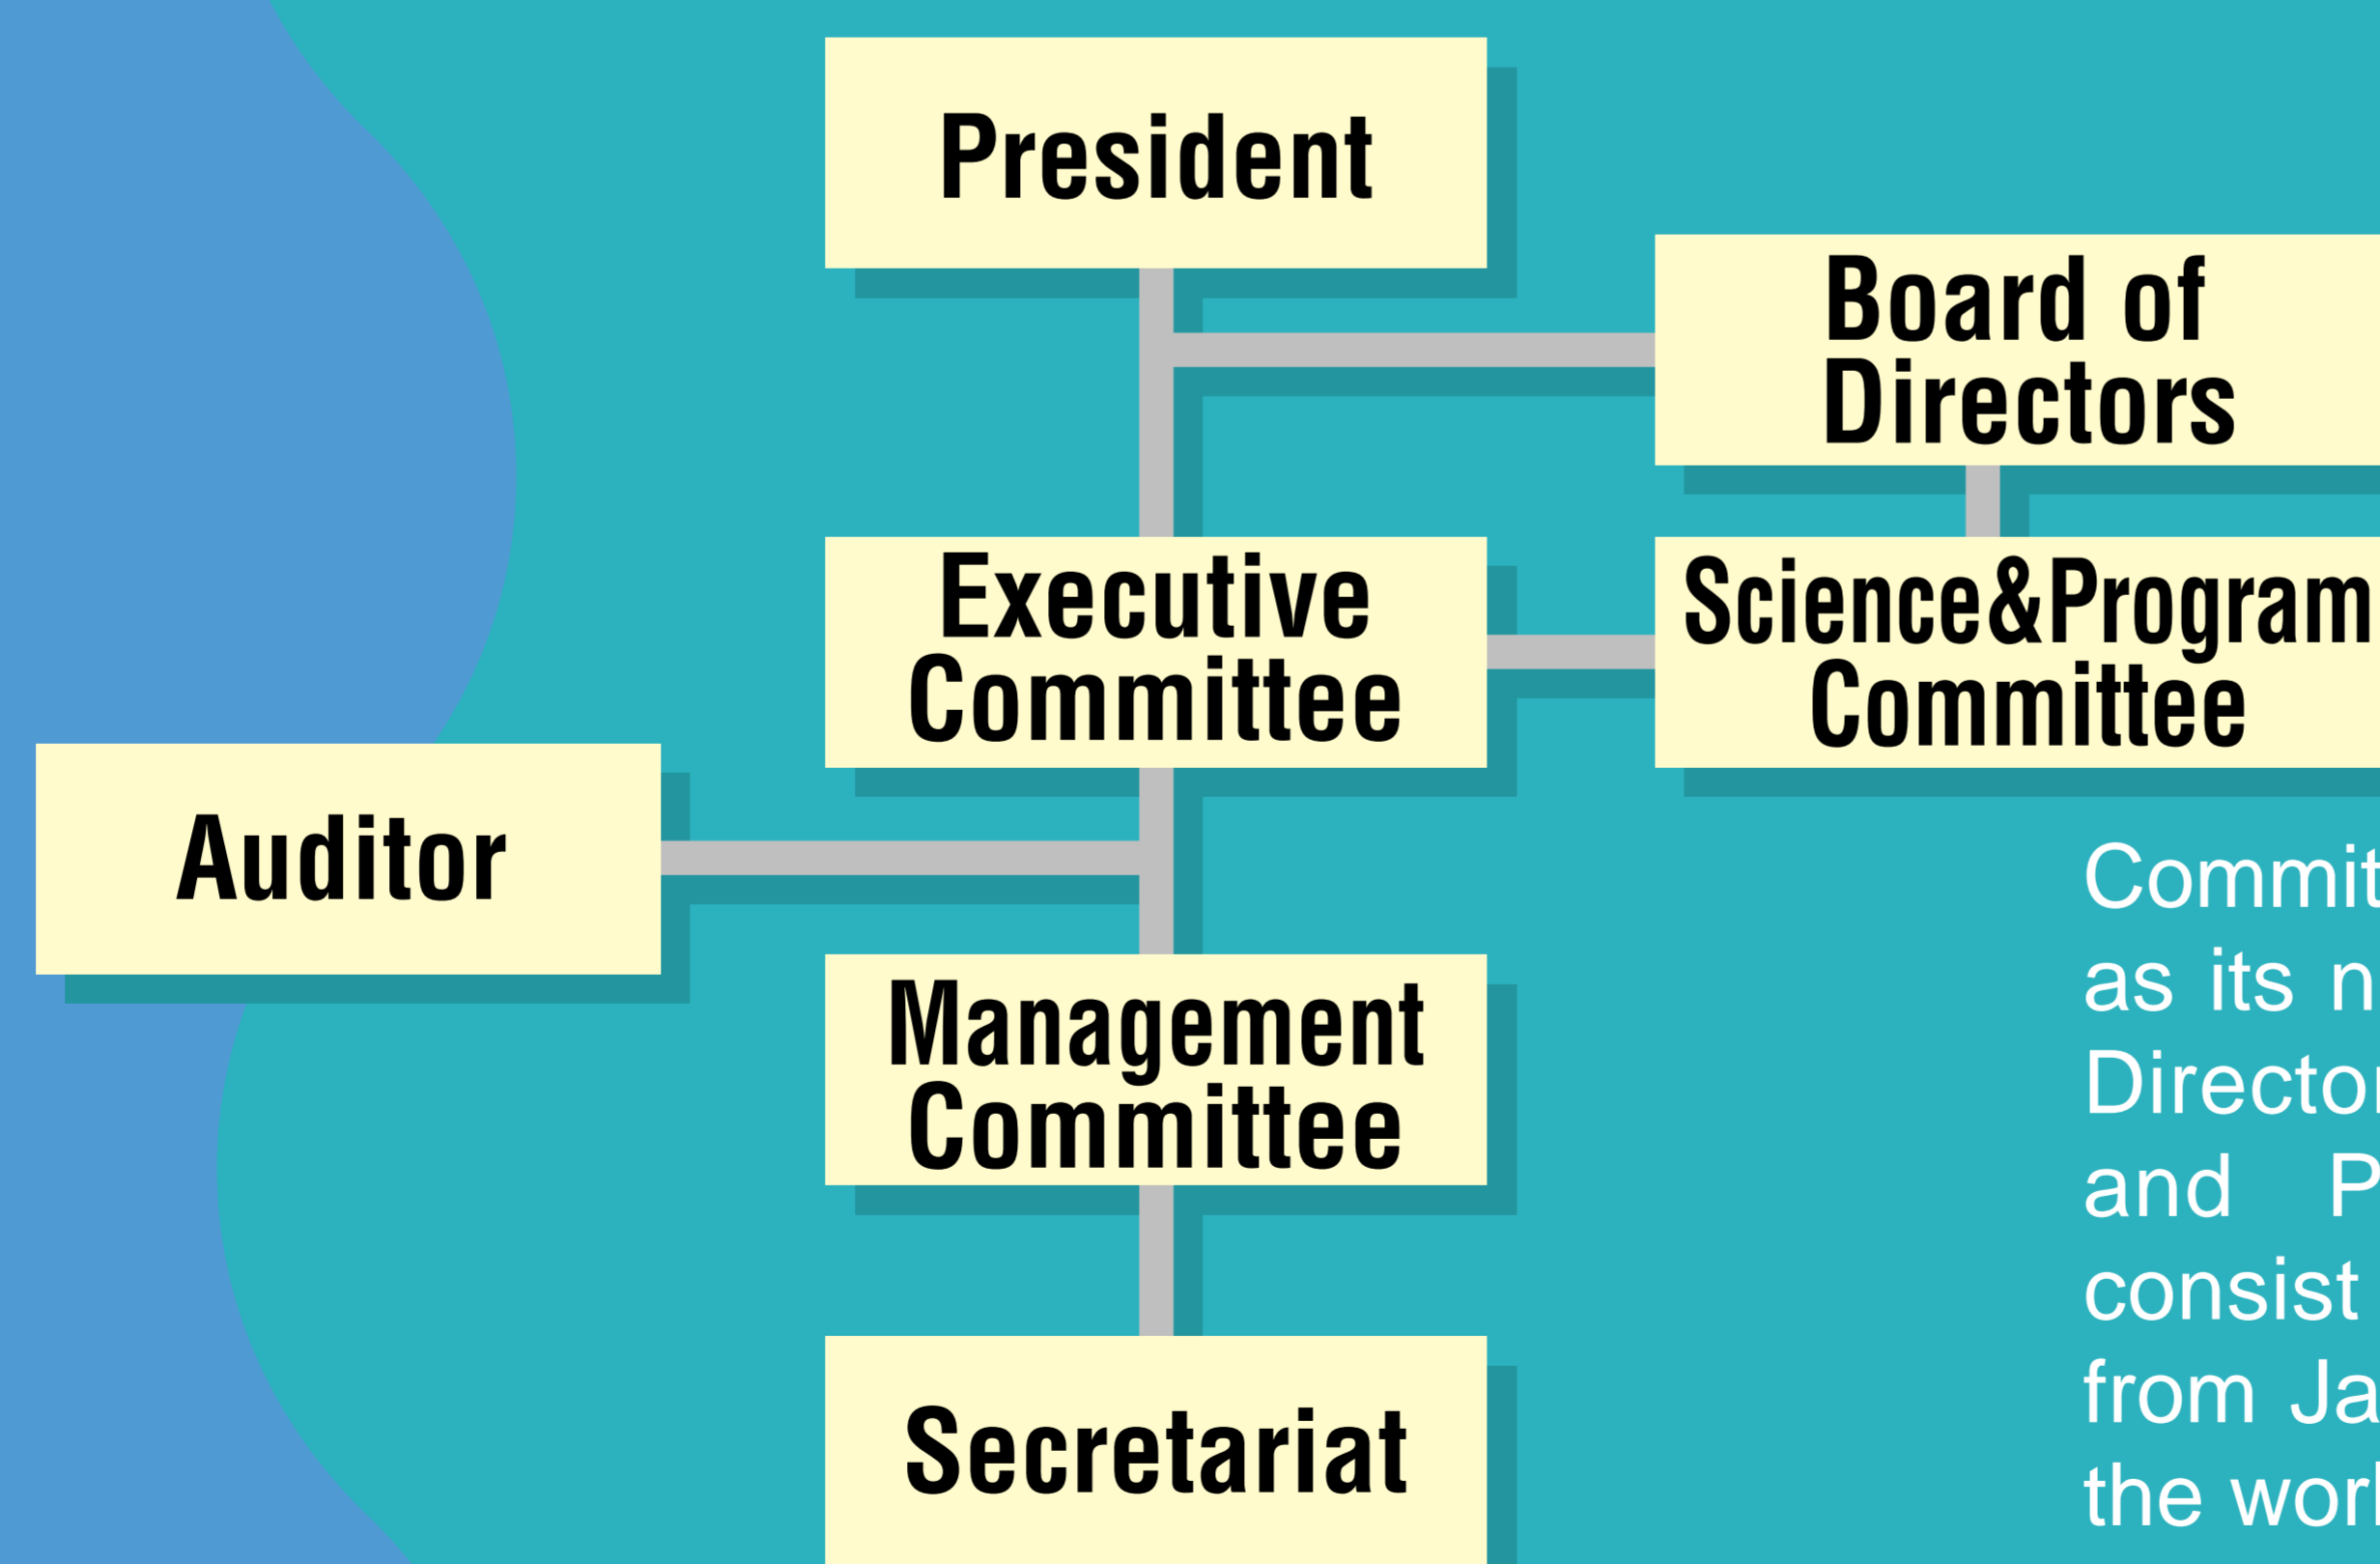 President
Board of
Directors
Executive
Committee
Science&Program
Committee
Auditor
Management
Committee
Secretariat
as its
Director
and
consist
from
the